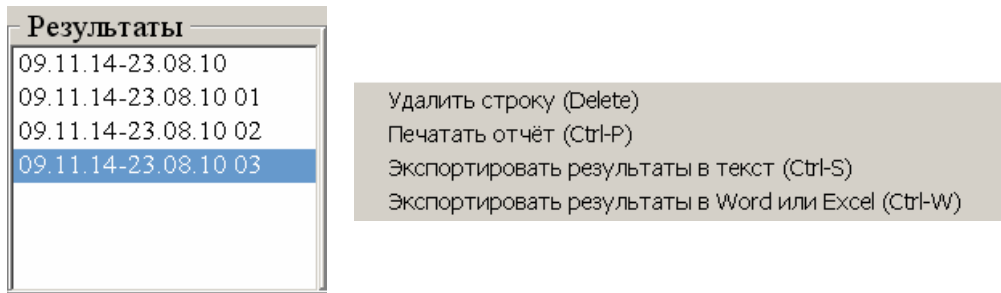 Результаты
09.11.14-23.08.10
09.11.14-23.08.10 01
09.11.14-23.08.10 02
09.11.14-23.08.10 03
Удалить строку (Delete)
Печатать отчёт (Ctrl-P)
Экспортировать результаты в текст (Ctrl-S)
Экспортировать результаты в Word или Excel (Ctrl-W)